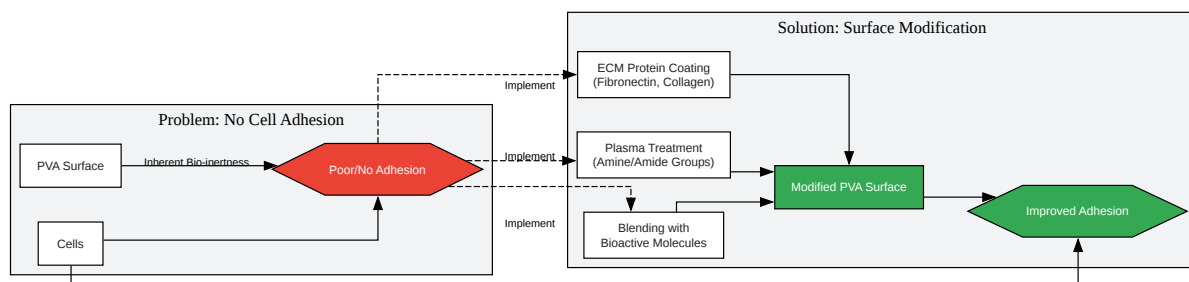 Solution: Surface Modification
ECM Protein Coating
(Fibronectin, Collagen)
Implement
Problem: No Cell Adhesion
PVA Surface
Inherent Bio-inertness
Poor/No Adhesion
Implement
Plasma Treatment
(Amine/Amide Groups)
Modified PVA Surface
Improved Adhesion
Implement
Blending with
Bioactive Molecules
Cells